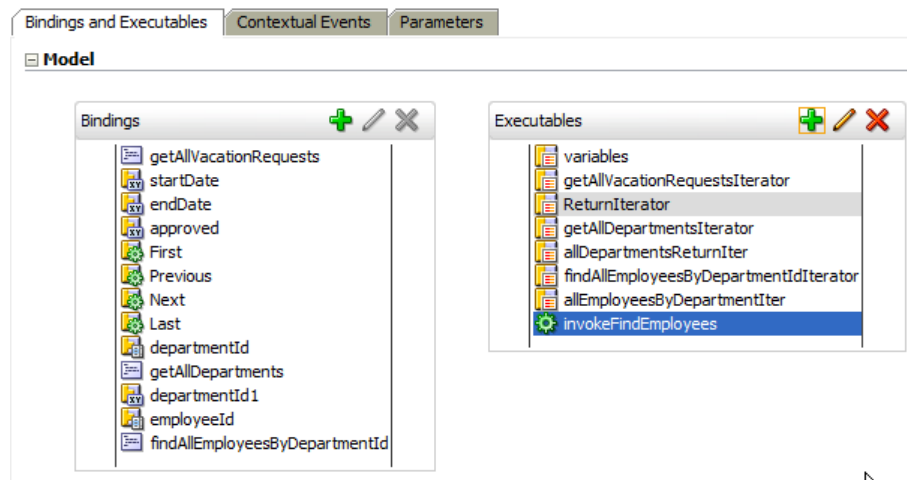 Bindings and Executables Contextual Events Parameters
Model
Bindings
getAllVacationRequests
startDate
endDate
approved
First
Previous
Next
Last
departmentId
getAllDepartments
departmentId1
employeeId
findAllEmployeesByDepartmentId
Executables
variables
getAllVacationRequestsIterator
ReturnIterator
getAllDepartmentsIterator
allDepartmentsReturnIter
findAllEmployeesByDepartmentIdIterator
allEmployeesByDepartmentIter
invokeFindEmployees